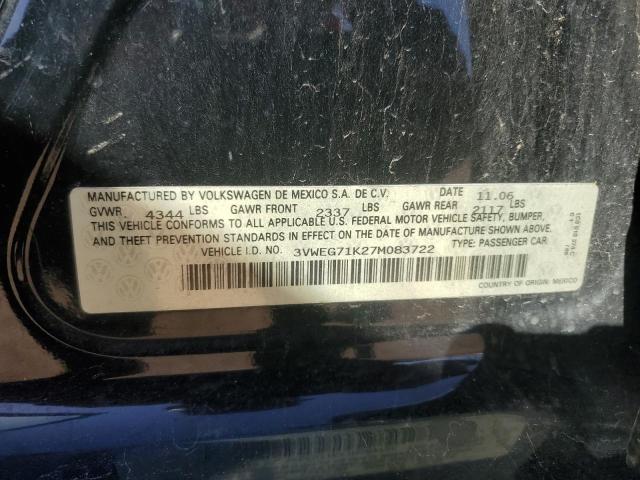 MANUFACTURED BY VOLKSWAGEN DE MEXICO S.A. DE C.V. DATE 11.06
GVWR. 4344 LBS GAWR FRONT 2337 LBS GAWR REAR 2117 LBS
THIS VEHICLE CONFORMS TO ALL APPLICABLE U.S. FEDERAL MOTOR VEHICLE SAFETY, BUMPER,
AND THEFT PREVENTION STANDARDS IN EFFECT ON THE DATE OF MANUFACTURE SHOWN ABOVE.
VEHICLE I.D. NO. 3VWEG71K27M083722 TYPE: PASSENGER CAR
COUNTRY OF ORIGIN: MEXICO